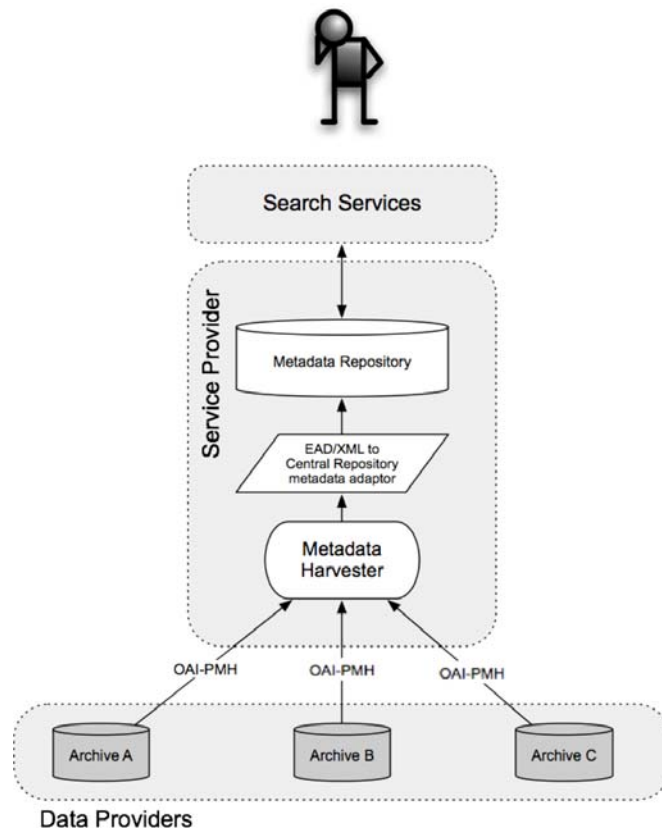 Search Services
Service Provider
Metadata Repository
EAD/XML to
Central Repository
metadata adaptor
Metadata
Harvester
OAI-PMH
OAI-PMH
OAI-PMH
Archive A
Archive B
Archive C
Data Providers